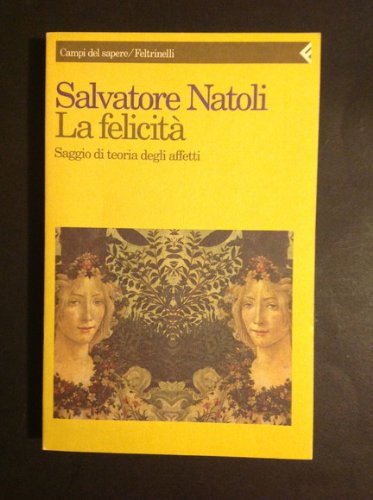 Campi del sapere/Feltrinelli
Salvatore Natoli
La felicità
Saggio di teoria degli affetti